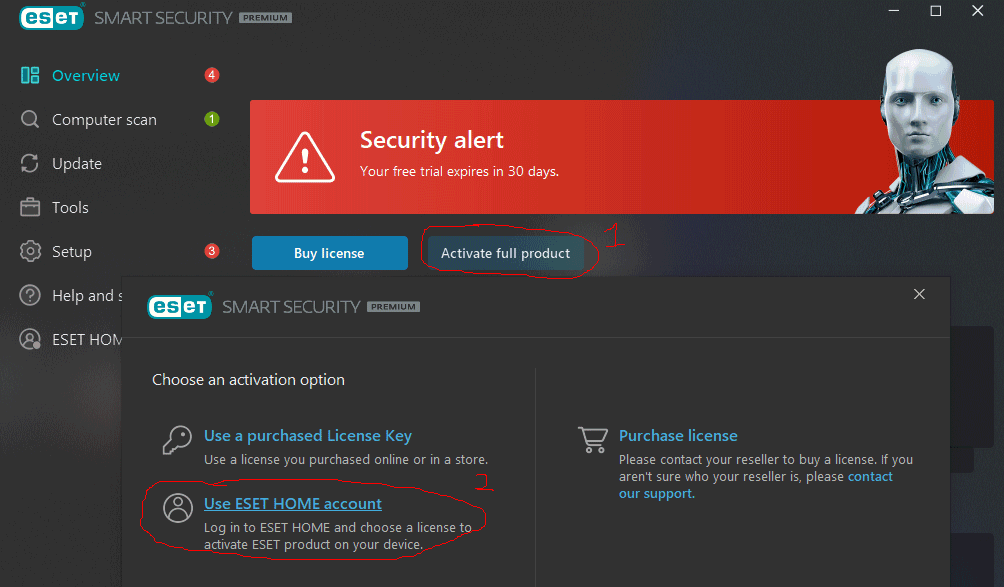 eseT SMART SECURITY PREMIUM
Overview 4
Computer scan 1
Update
Tools
Setup 3
Help and s
ESET HOM
Security alert
Your free trial expires in 30 days.
Buy license
Activate full product
1
eseT SMART SECURITY PREMIUM
Choose an activation option
Use a purchased License Key
Use a license you purchased online or in a store.
Use ESET HOME account
Log in to ESET HOME and choose a license to
activate ESET product on your device.
Purchase license
Please contact your reseller to buy a license. If you
aren't sure who your reseller is, please contact
our support.